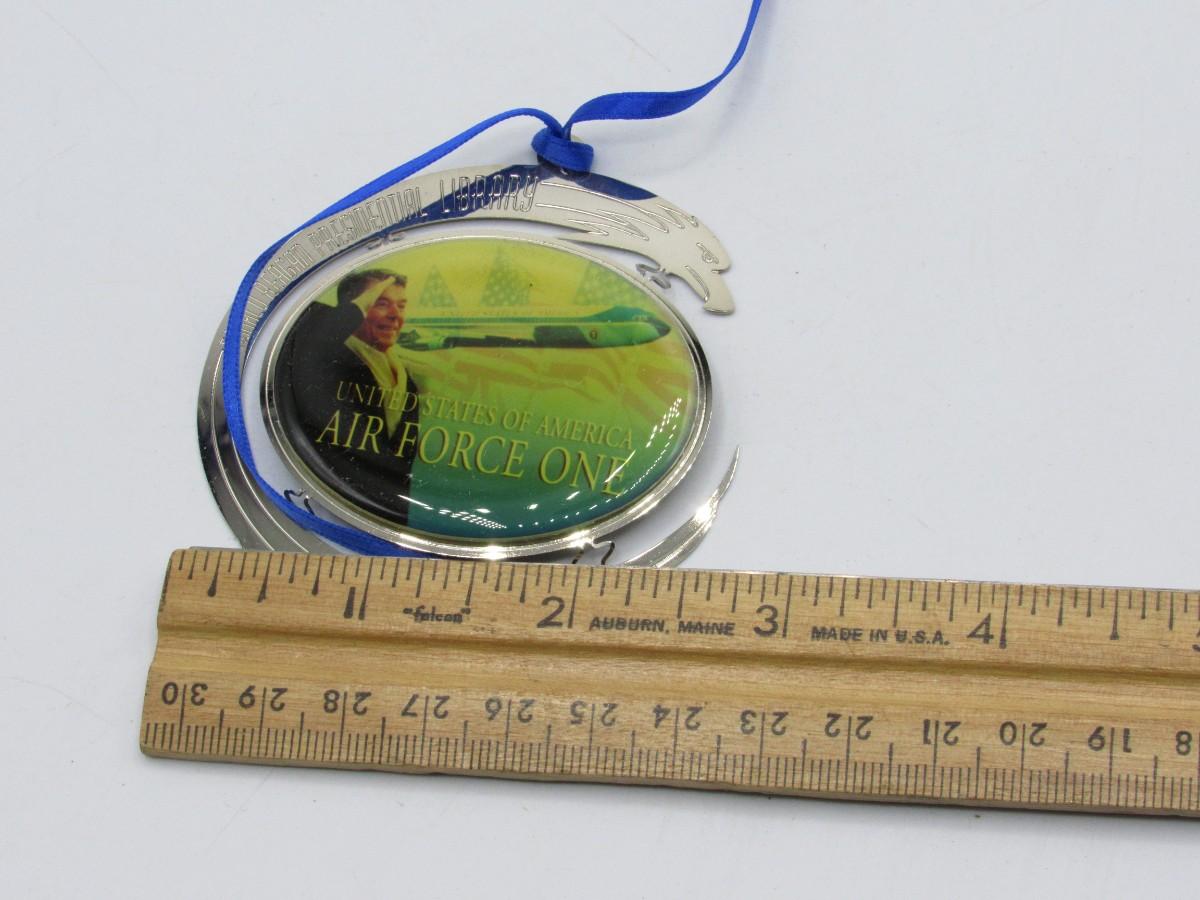 PRESIDENTIAL LIBRARY
UNITED STATES OF AMERICA
AIR FORCE ONE
1 "falcon" 2 AUBURN, MAINE 3 MADE IN U.S.A. 4
30 29 28 27 26 25 24 23 22 21 20 19